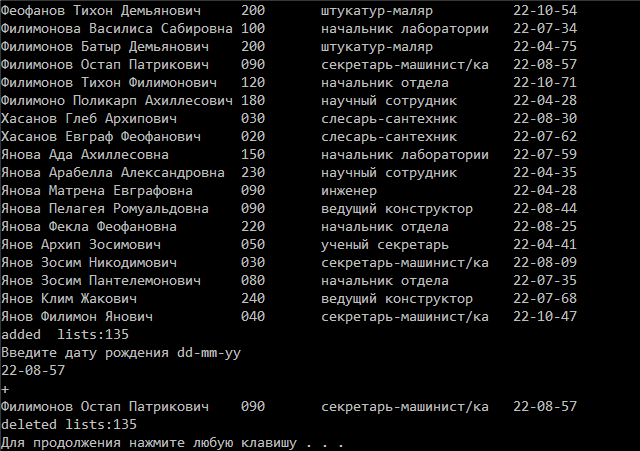 Феофанов Тихон Демьянович 200 штукатур-маляр 22-10-54
Филимонова Василиса Сабировна 100 начальник лаборатории 22-07-34
Филимонов Батыр Демьянович 200 штукатур-маляр 22-04-75
Филимонов Остап Патрикович 090 секретарь-машинист/ка 22-08-57
Филимонов Тихон Филимонович 120 начальник отдела 22-10-71
Филимоно Поликарп Ахиллесович 180 научный сотрудник 22-04-28
Хасанов Глеб Архипович 030 слесарь-сантехник 22-08-30
Хасанов Евграф Феофанович 020 слесарь-сантехник 22-07-62
Янова Ада Ахиллесовна 150 начальник лаборатории 22-07-59
Янова Арабелла Александровна 230 научный сотрудник 22-04-35
Янова Матрена Евграфовна 090 инженер 22-04-28
Янова Пелагея Ромуальдовна 090 ведущий конструктор 22-08-44
Янова Фекла Феофановна 220 начальник отдела 22-08-25
Янов Архип Зосимович 050 ученый секретарь 22-04-41
Янов Зосим Никодимович 030 секретарь-машинист/ка 22-08-09
Янов Зосим Пантелемонович 080 начальник отдела 22-07-35
Янов Клим Жакович 240 ведущий конструктор 22-07-68
Янов Филимон Янович 040 секретарь-машинист/ка 22-10-47
added  lists:135
Введите дату рождения dd-mm-yy
22-08-57
+
Филимонов Остап Патрикович 090 секретарь-машинист/ка 22-08-57
deleted lists:135
Для продолжения нажмите любую клавишу . . .